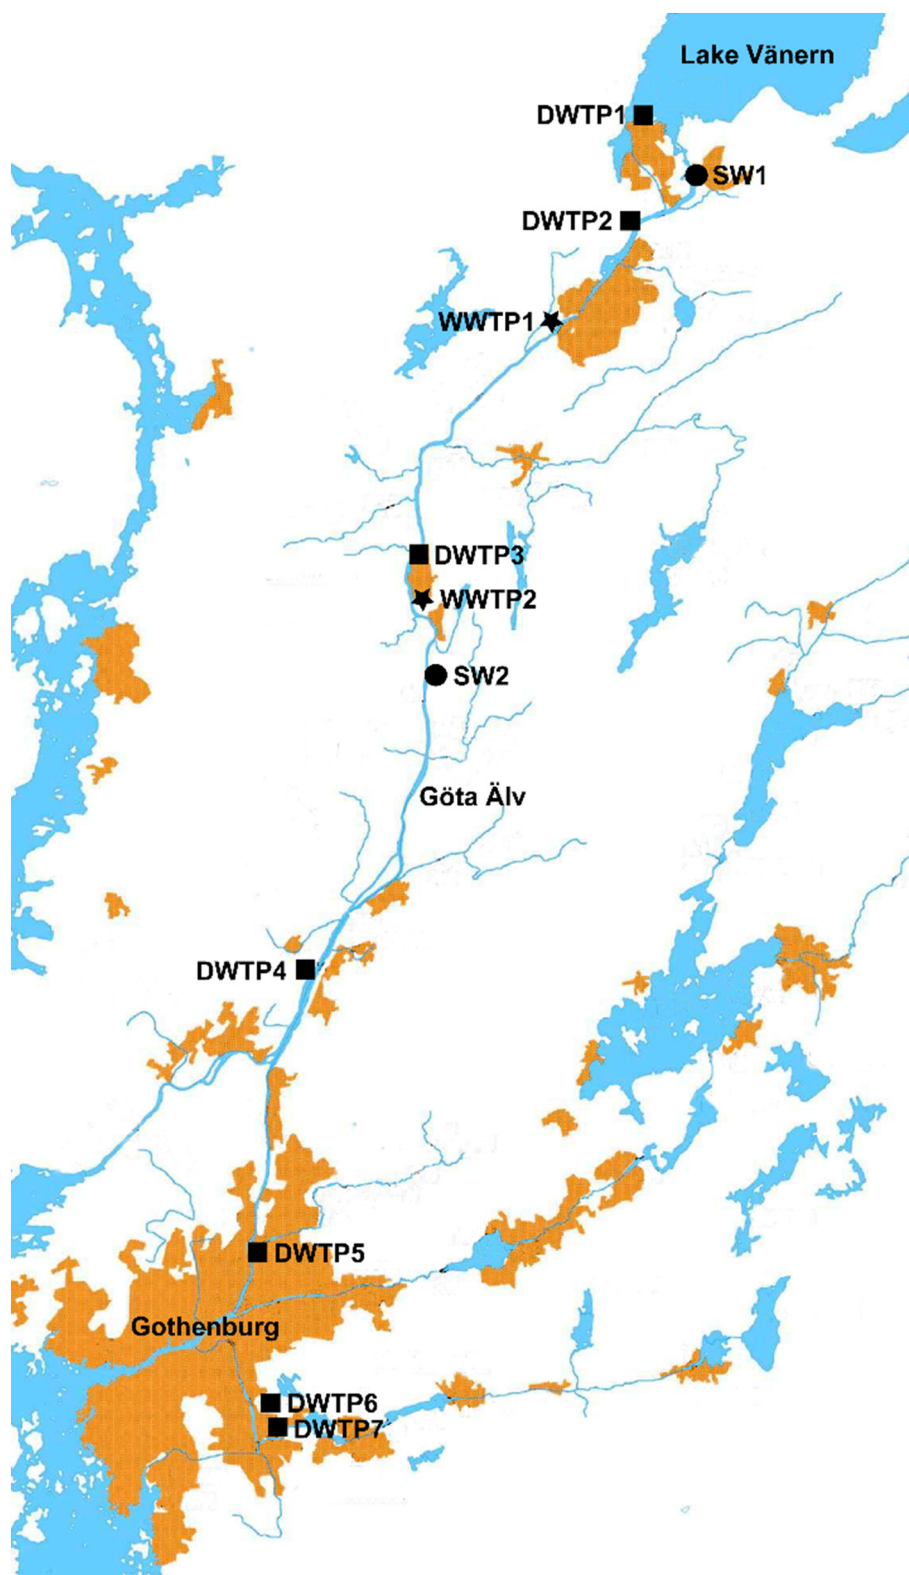 Lake Vänern
DWTP1
SW1
DWTP2
WWTP1
DWTP3
WWTP2
SW2
Göta Älv
DWTP4
DWTP5
Gothenburg
DWTP6
DWTP7